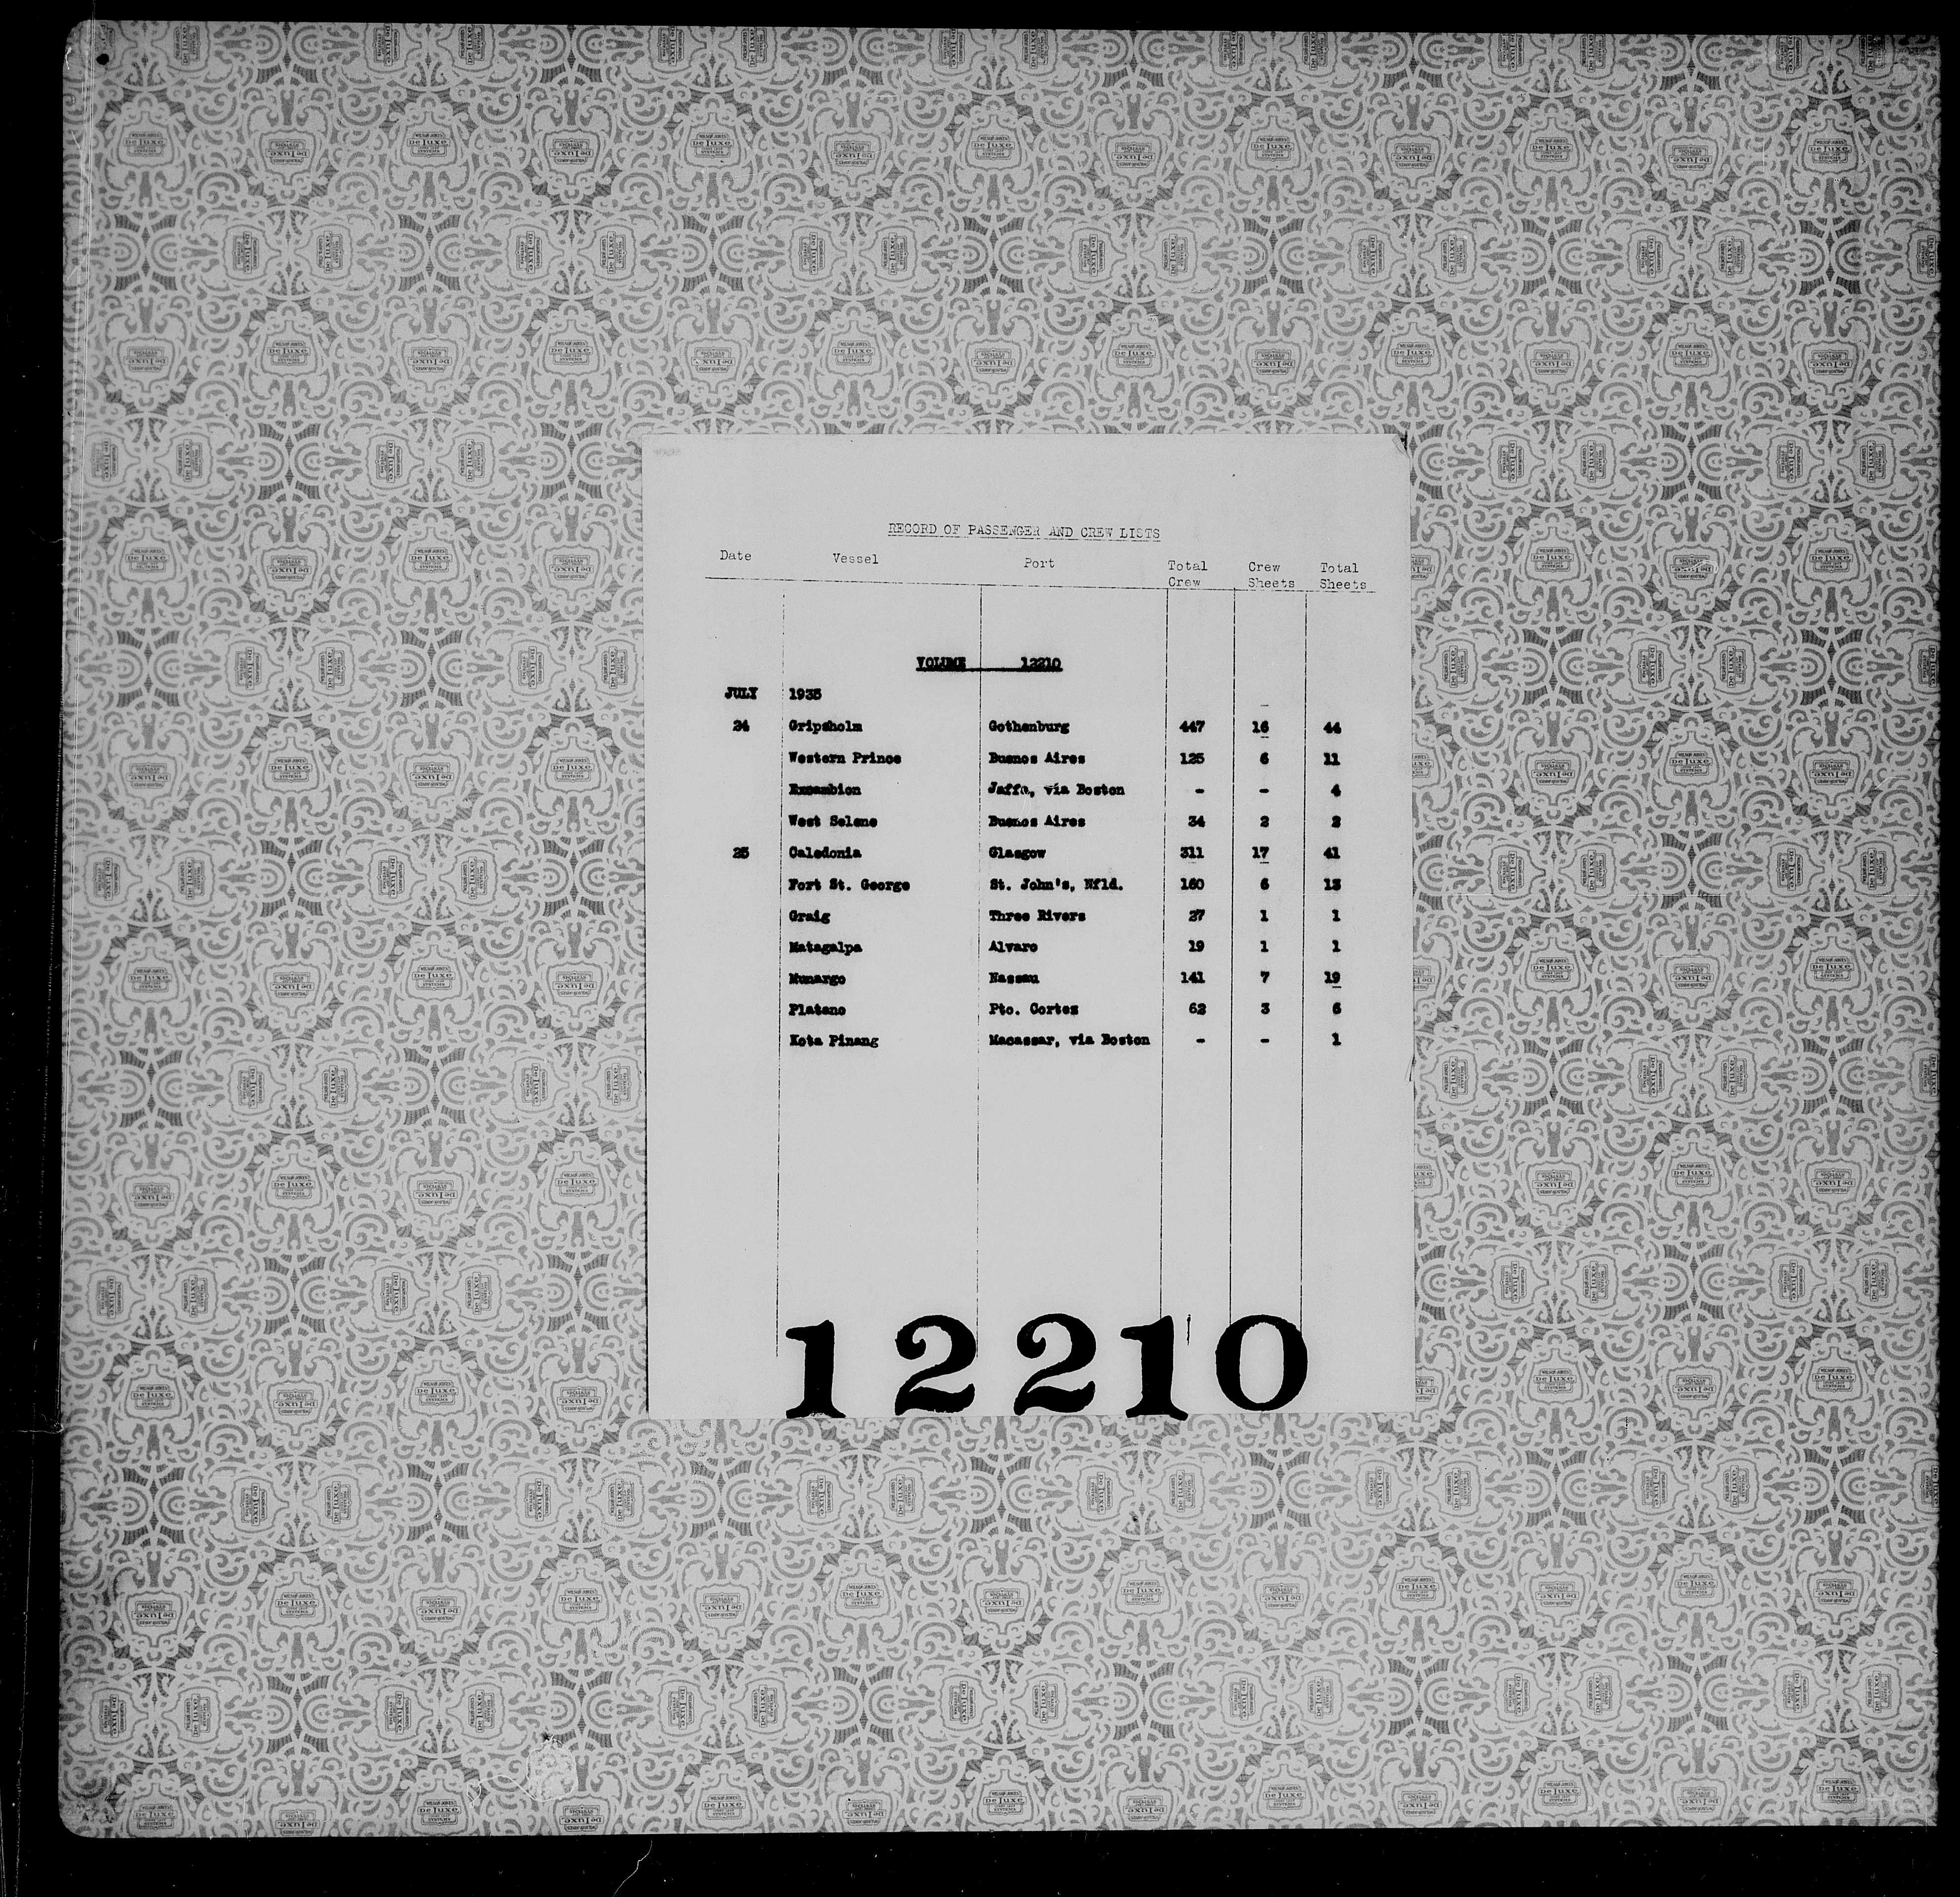 RECORD OF PASSENGER AND CREW LISTS
Date Vessel Port Total Crew Crew Sheets Total Sheets
VOLUME 12210
JULY 1935
24 Gripsholm Gothenburg 447 16 44
Western Prince Buenos Aires 125 6 11
Excambion Jaffa, via Boston - - 4
West Selene Buenos Aires 34 2 2
25 Caledonia Glasgow 311 17 41
Fort St. George St. John's, Nfld. 160 6 13
Graig Three Rivers 27 1 1
Matagalpa Alvaro 19 1 1
Munargo Nassau 141 7 19
Platano Pto. Cortes 62 3 6
Kota Pinang Macassar, via Boston - - 1
12210